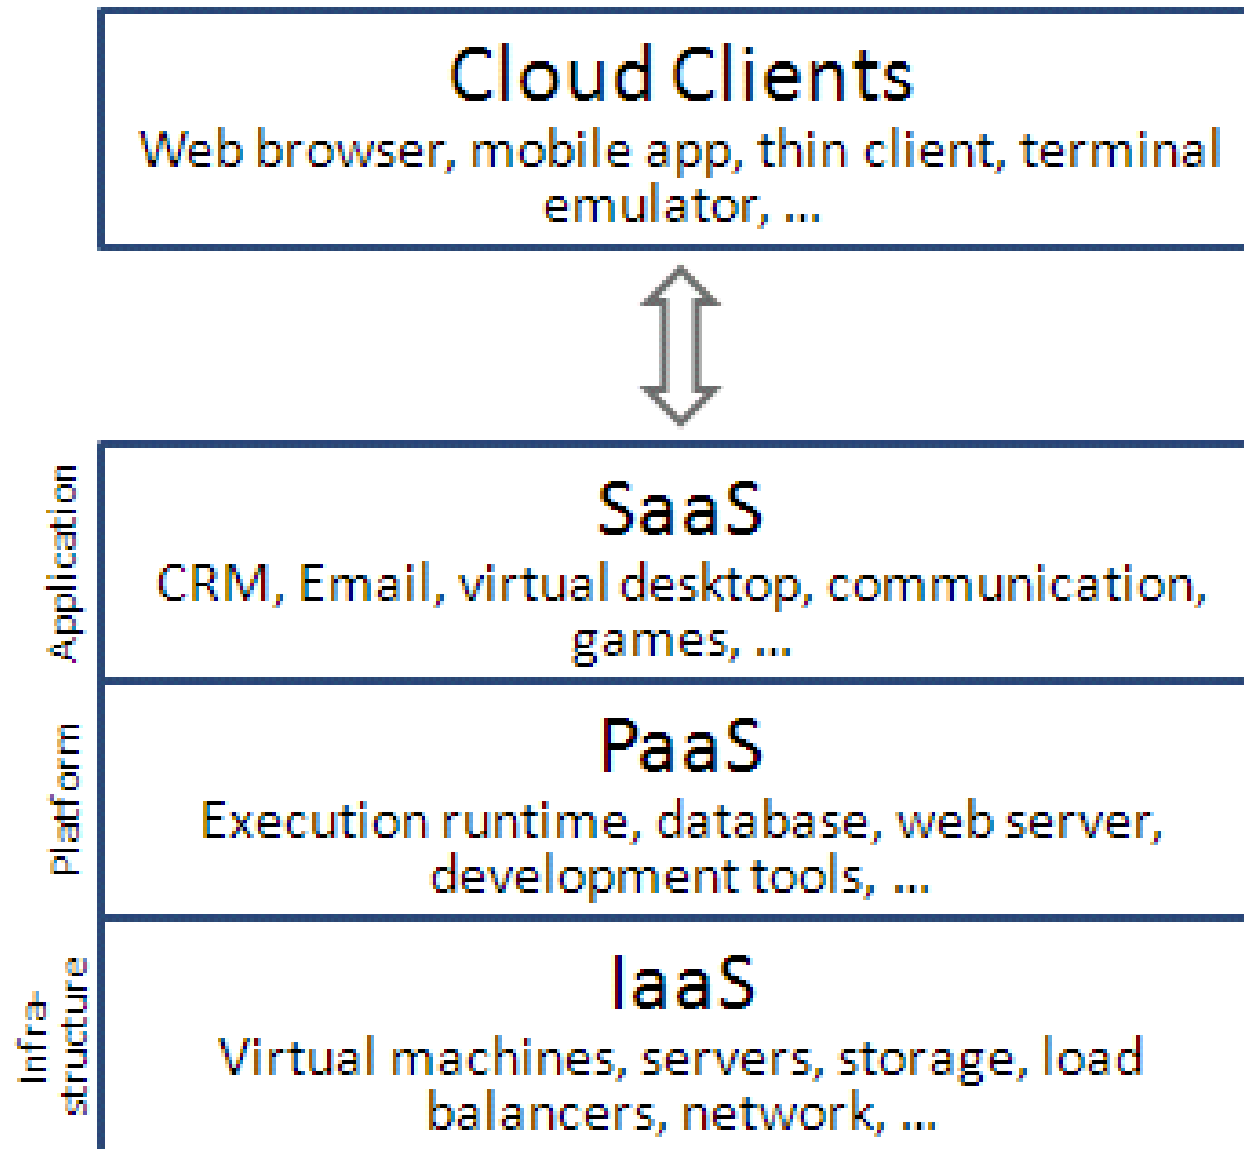 Cloud Clients
Web browser, mobile app, thin client, terminal
emulator, ...
Application
SaaS
CRM, Email, virtual desktop, communication,
games, ...
Platform
PaaS
Execution runtime, database, web server,
development tools, ...
Infra-
structure
IaaS
Virtual machines, servers, storage, load
balancers, network, ...